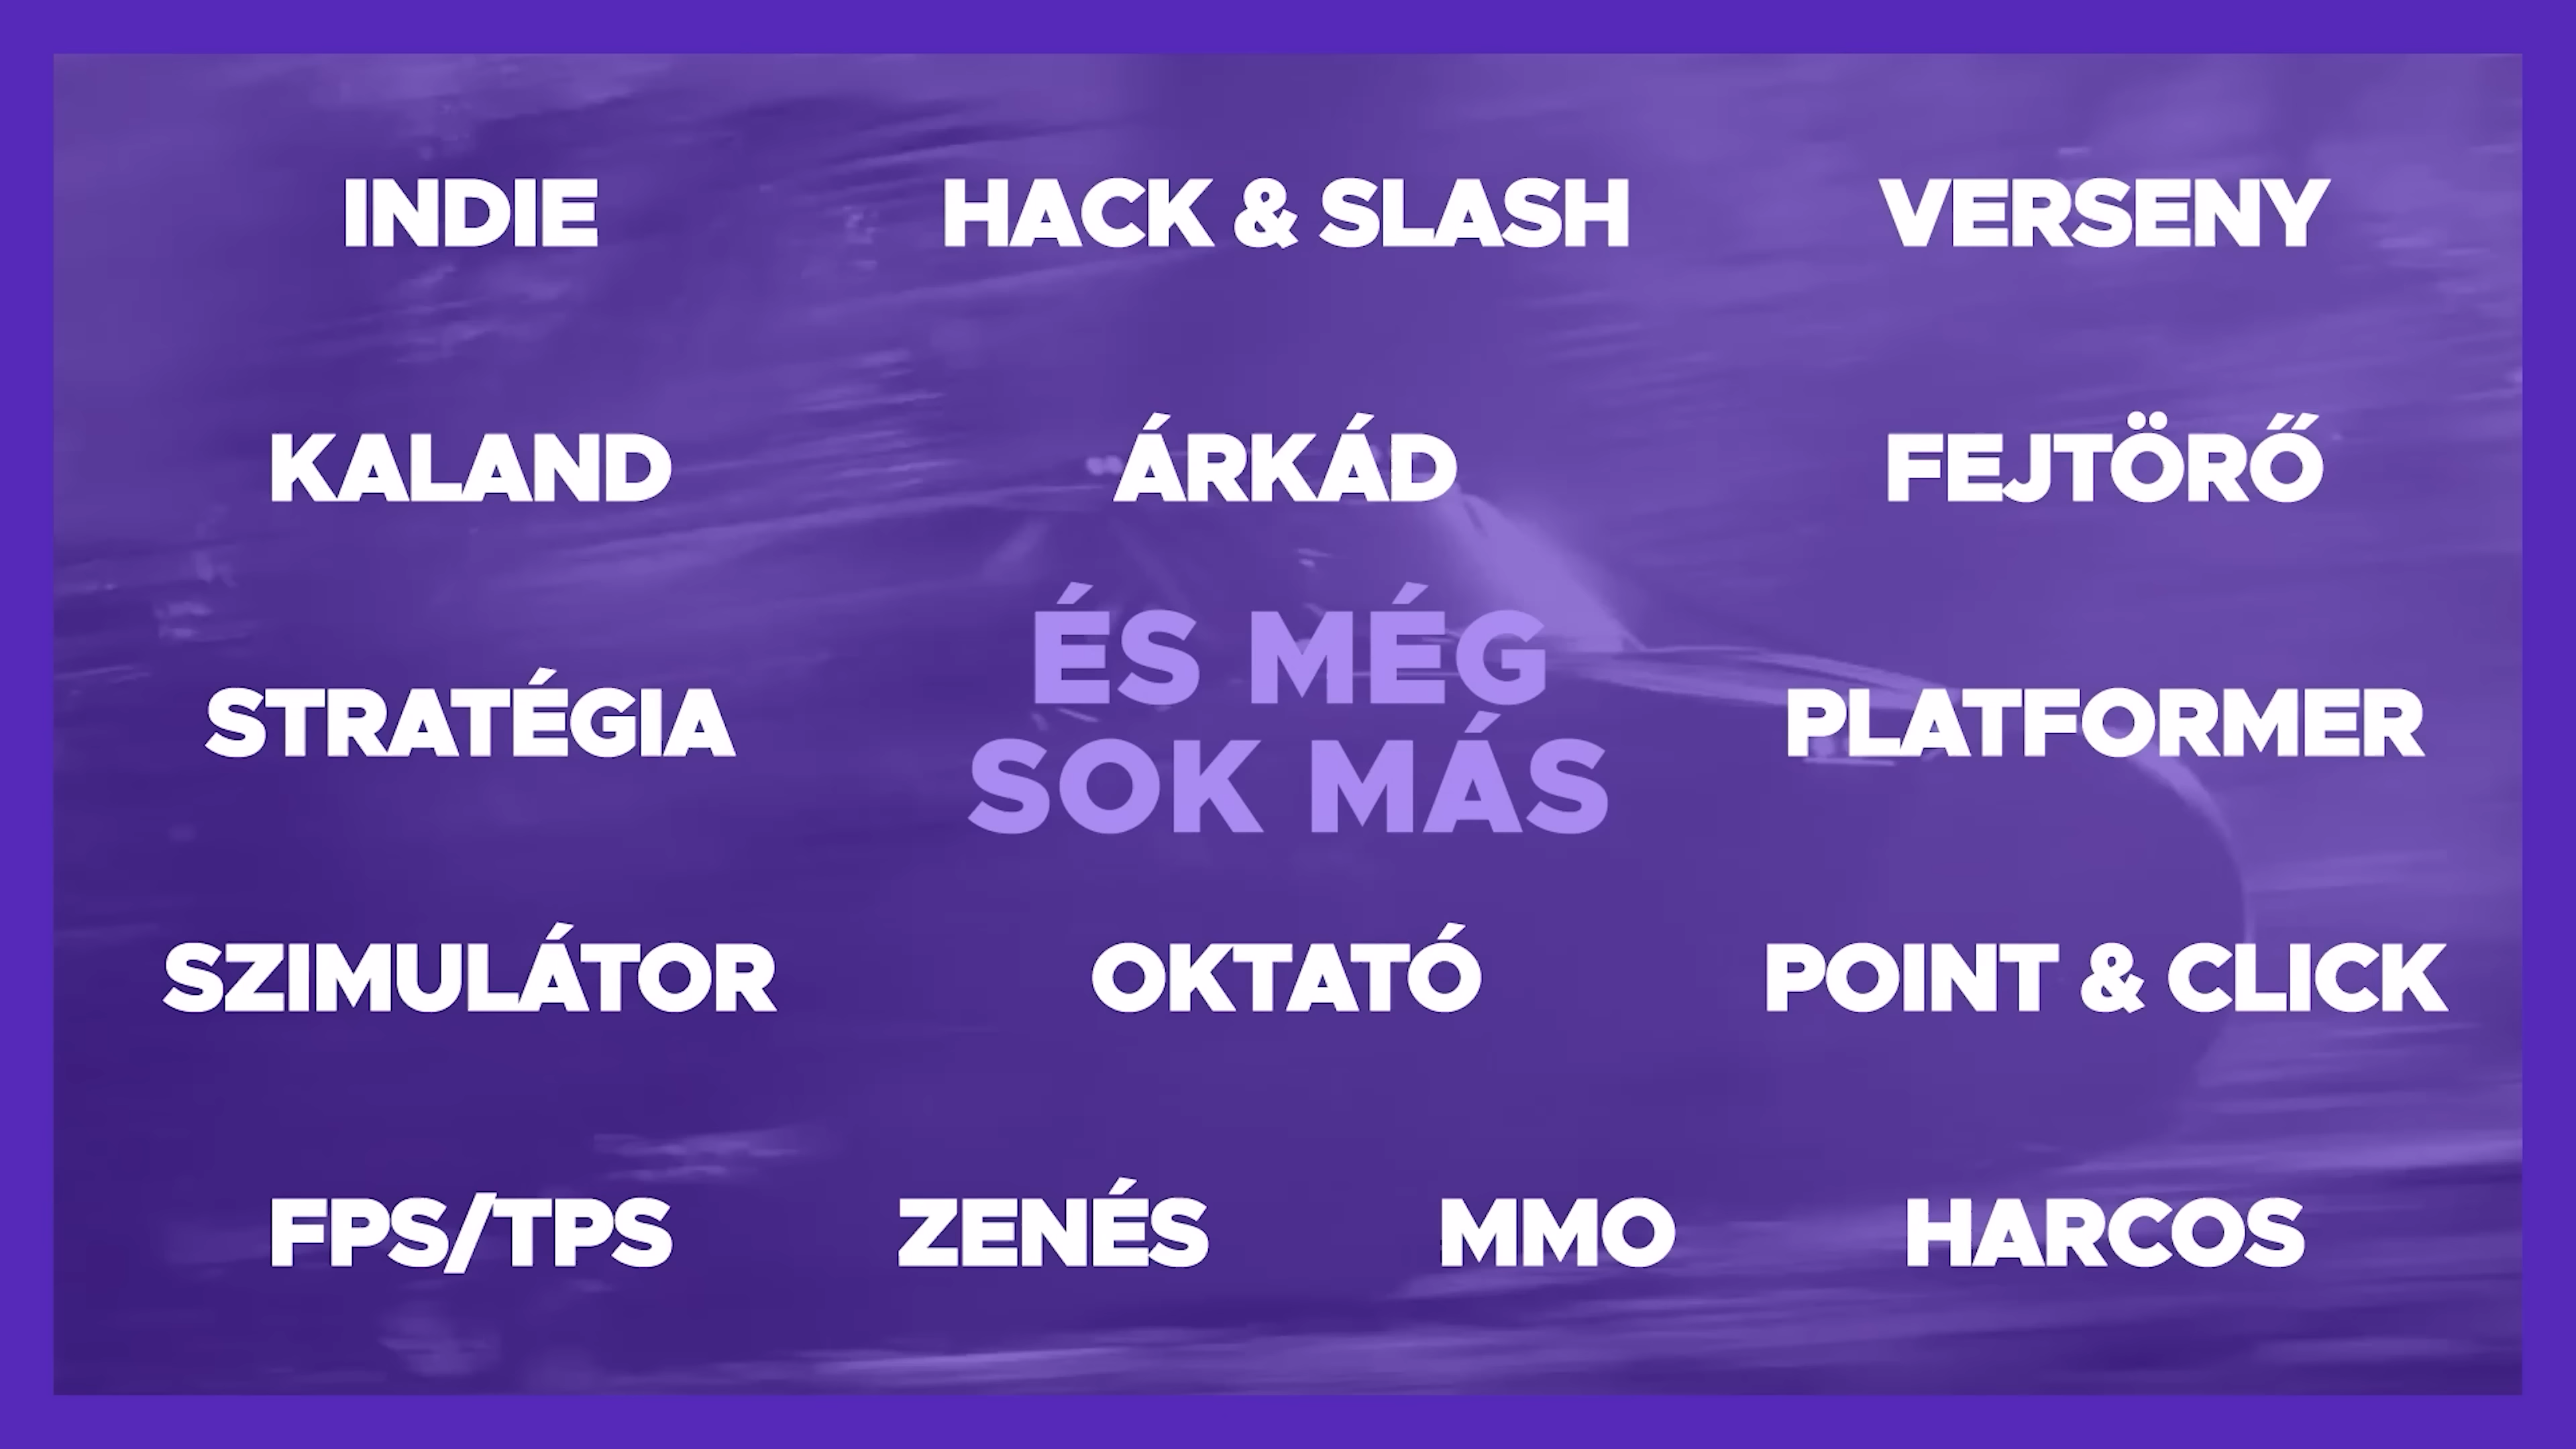 INDIE
HACK & SLASH
VERSENY
KALAND
ÁRKÁD
FEJTÖRŐ
ÉS MÉG
SOK MÁS
STRATÉGIA
PLATFORMER
SZIMULÁTOR
OKTATÓ
POINT & CLICK
FPS/TPS
ZENÉS
MMO
HARCOS